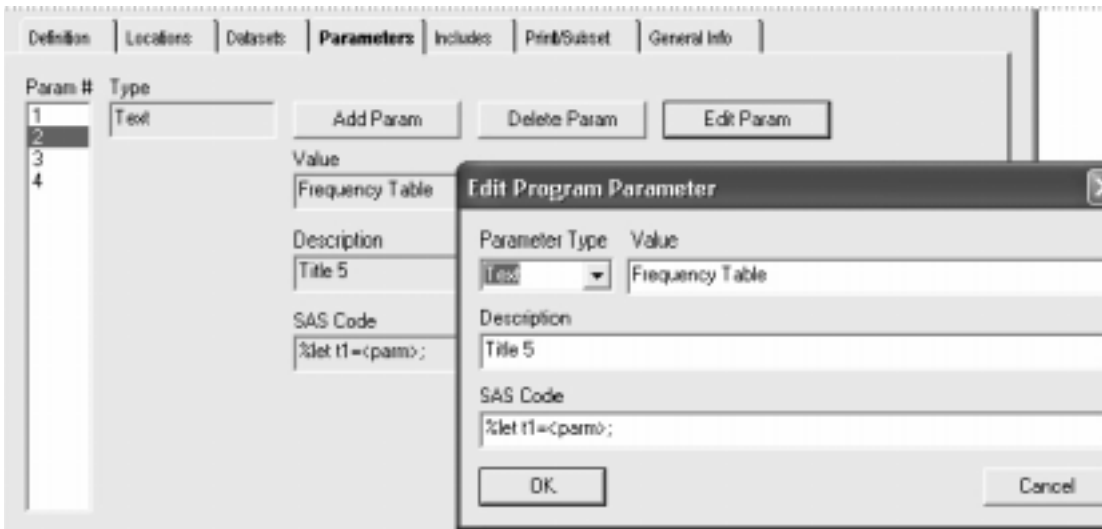 Definition Locations Datasets Parameters Includes Print/Subset General Info
Param # Type
1 Text Add Param Delete Param Edit Param
2
3 Value
4 Frequency Table
Description
Title 5
SAS Code
%let t1=<parm>;
Edit Program Parameter
Parameter Type Value
Text Frequency Table
Description
Title 5
SAS Code
%let t1=<parm>;
OK Cancel